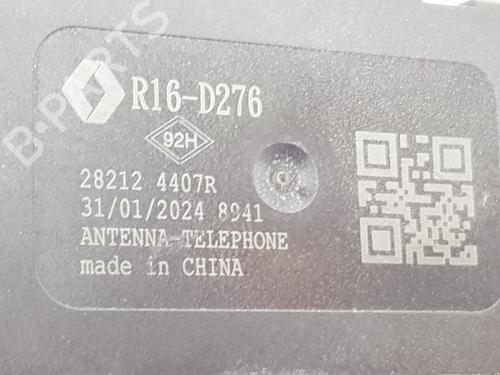 R16-D276
92H
28212 4407R
31/01/2024 8941
ANTENNA-TELEPHONE
made in CHINA
B-PARTS